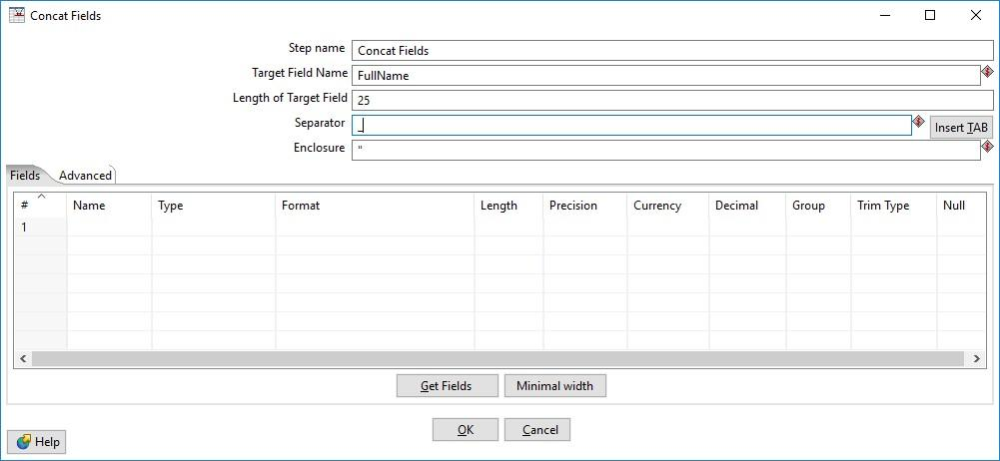 Concat Fields
Step name Concat Fields
Target Field Name FullName
Length of Target Field 25
Separator _ Insert TAB
Enclosure "
Fields Advanced
# Name Type Format Length Precision Currency Decimal Group Trim Type Null
1
Get Fields Minimal width
OK Cancel
Help